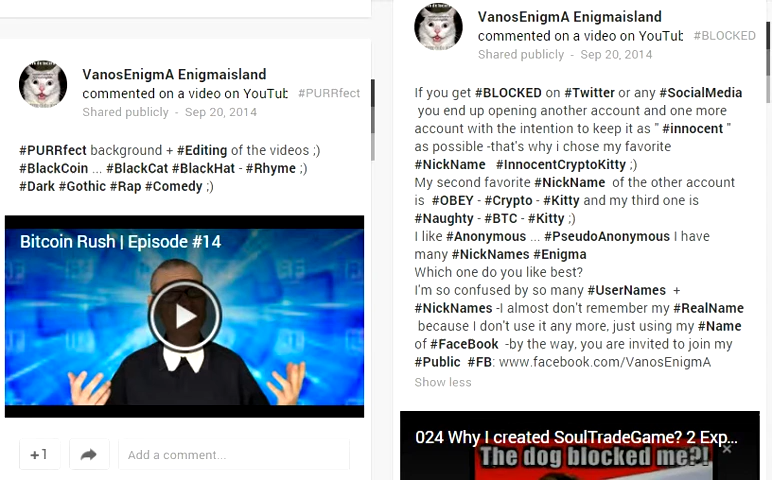 VanosEnigmA Enigmaisland
commented on a video on YouTub #PURRfect
Shared publicly - Sep 20, 2014
#PURRfect background + #Editing of the videos ;)
#BlackCoin ... #BlackCat #BlackHat - #Rhyme ;)
#Dark #Gothic #Rap #Comedy ;)
Bitcoin Rush | Episode #14
+1
Add a comment...
VanosEnigmA Enigmaisland
commented on a video on YouTub #BLOCKED
Shared publicly - Sep 20, 2014
If you get #BLOCKED on #Twitter or any #SocialMedia
you end up opening another account and one more
account with the intention to keep it as " #innocent "
as possible -that's why i chose my favorite
#NickName #InnocentCryptoKitty ;)
My second favorite #NickName of the other account
is #OBEY - #Crypto - #Kitty and my third one is
#Naughty - #BTC - #Kitty ;)
I like #Anonymous ... #PseudoAnonymous I have
many #NickNames #Enigma
Which one do you like best?
I'm so confused by so many #UserNames +
#NickNames -I almost don't remember my #RealName
because I don't use it any more, just using my #Name
of #FaceBook -by the way, you are invited to join my
#Public #FB: www.facebook.com/VanosEnigmA
Show less
024 Why I created SoulTradeGame? 2 Exp...
The dog blocked me?!